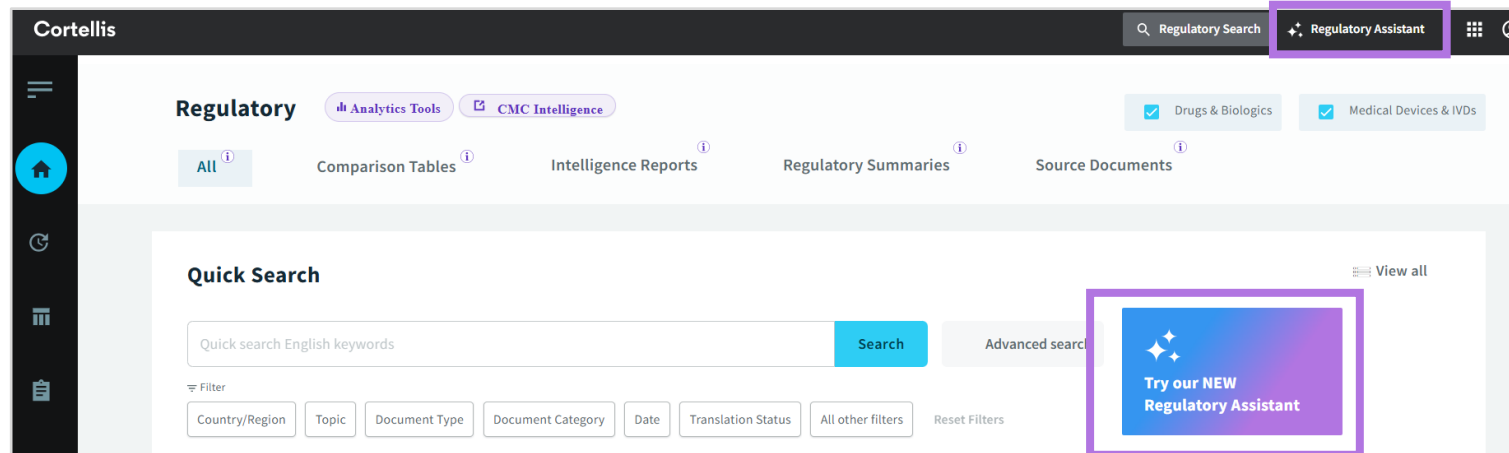 Cortellis
Regulatory Search
Regulatory Assistant
Regulatory
Analytics Tools
CMC Intelligence
Drugs & Biologics
Medical Devices & IVDs
All
Comparison Tables
Intelligence Reports
Regulatory Summaries
Source Documents
Quick Search
View all
Quick search English keywords
Search
Advanced search
Try our NEW
Regulatory Assistant
Filter
Country/Region
Topic
Document Type
Document Category
Date
Translation Status
All other filters
Reset Filters